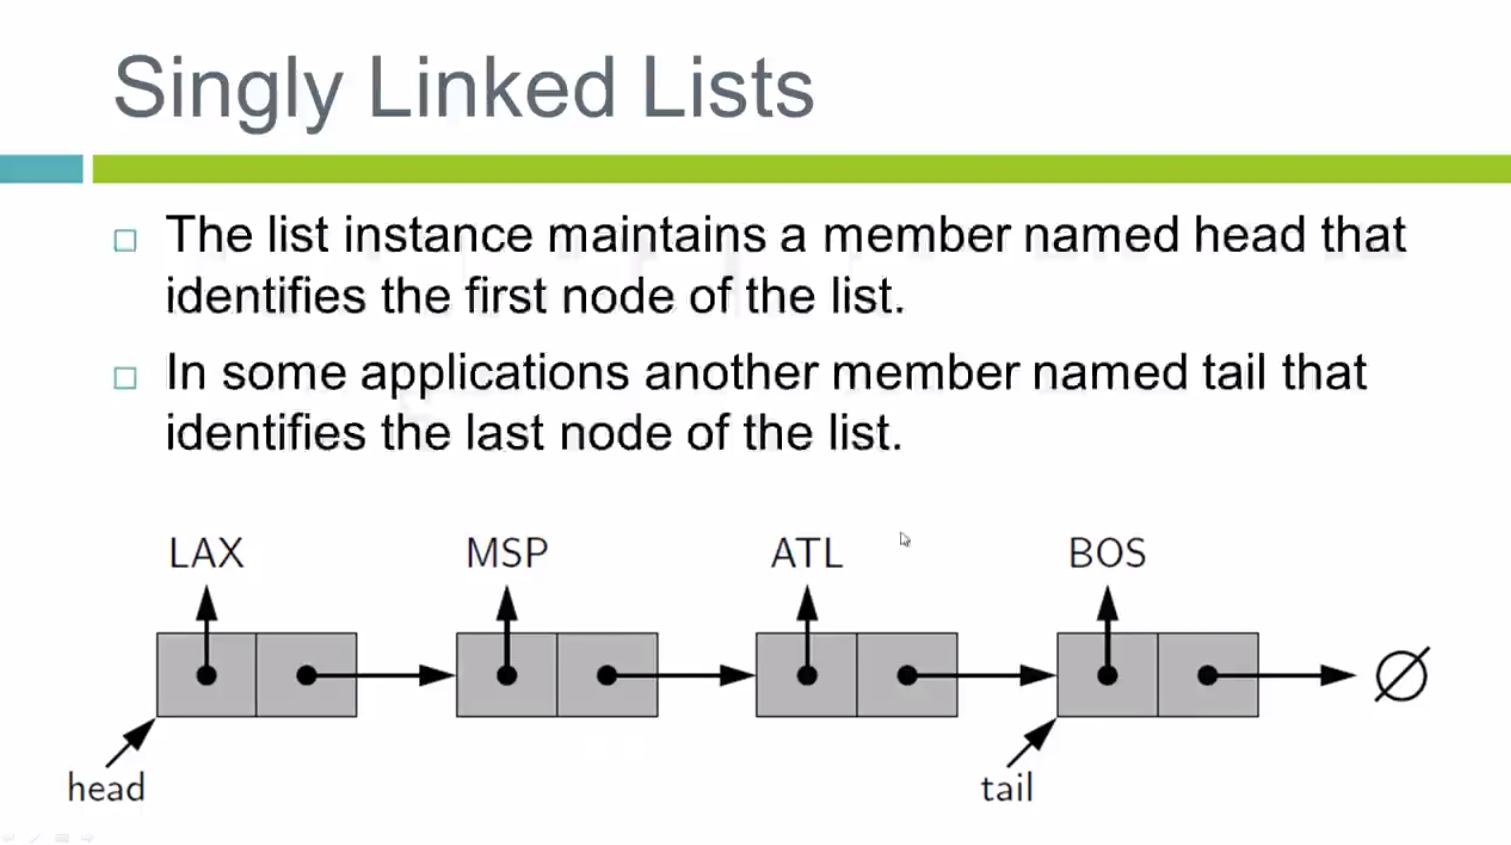 Singly Linked Lists
The list instance maintains a member named head that
identifies the first node of the list.
In some applications another member named tail that
identifies the last node of the list.
LAX MSP ATL BOS
∅
head tail